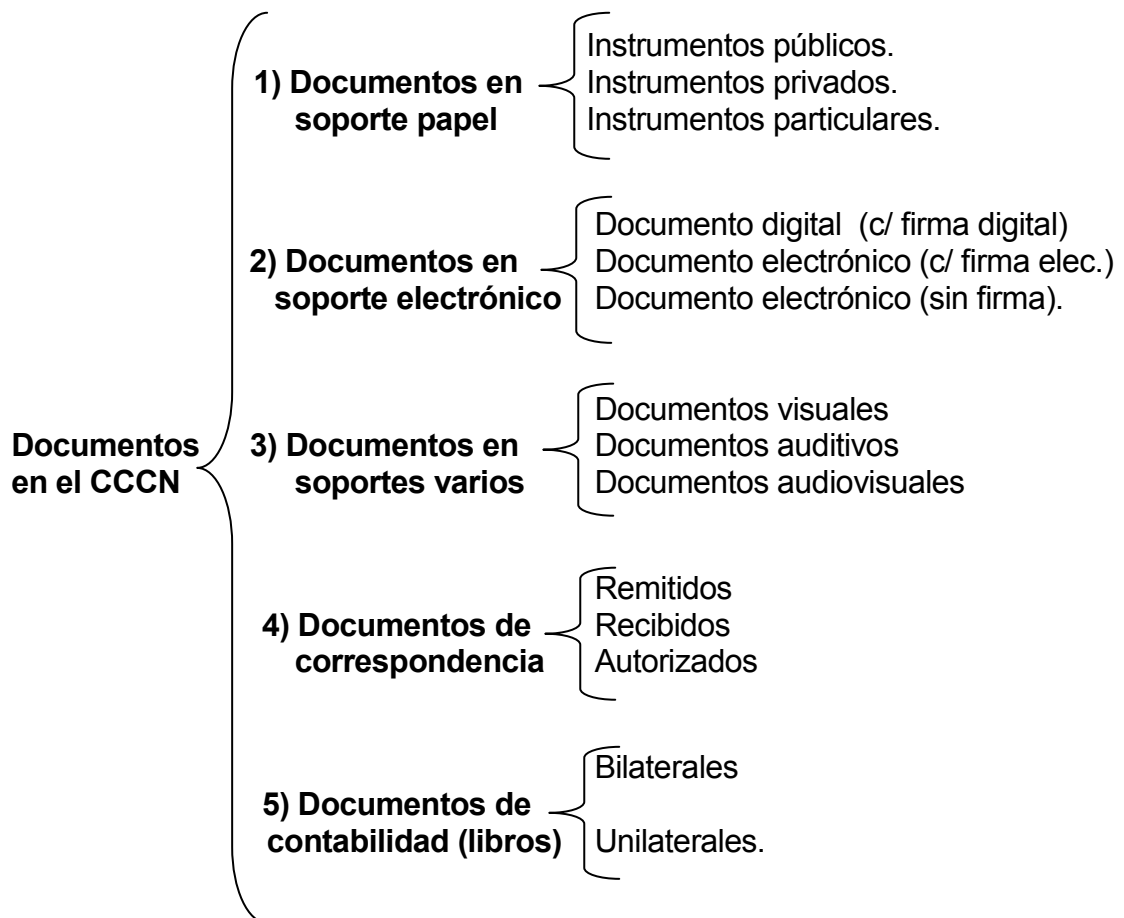 Documentos
en el CCCN
1) Documentos en
soporte papel
Instrumentos públicos.
Instrumentos privados.
Instrumentos particulares.
2) Documentos en
soporte electrónico
Documento digital (c/ firma digital)
Documento electrónico (c/ firma elec.)
Documento electrónico (sin firma).
3) Documentos en
soportes varios
Documentos visuales
Documentos auditivos
Documentos audiovisuales
4) Documentos de
correspondencia
Remitidos
Recibidos
Autorizados
5) Documentos de
contabilidad (libros)
Bilaterales
Unilaterales.